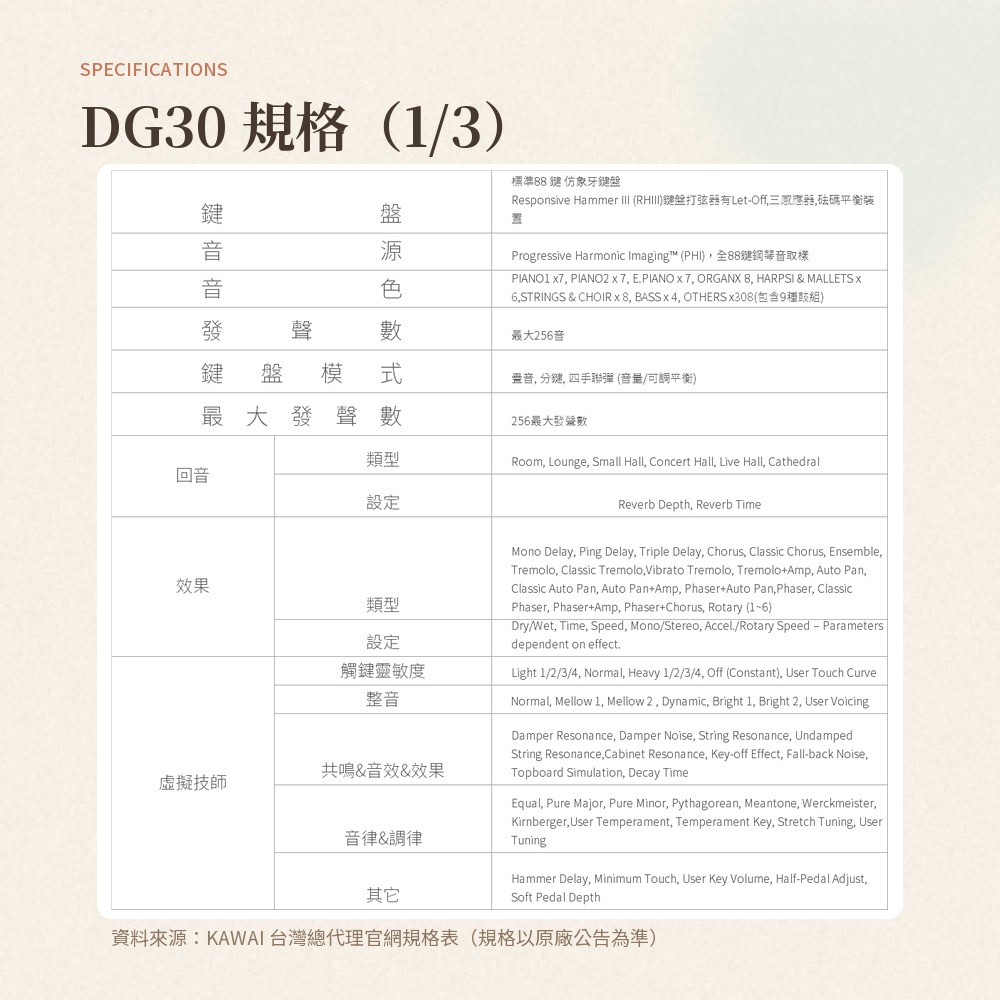 SPECIFICATIONS
DG30 規格（1/3）
鍵盤
標準88 鍵 仿象牙鍵盤
Responsive Hammer III (RHIII)鍵盤打弦器有Let-Off,三感應器,砝碼平衡裝
置
音源
Progressive Harmonic Imaging™ (PHI)，全88鍵鋼琴音取樣
音色
PIANO1 x7, PIANO2 x 7, E.PIANO x 7, ORGANX 8, HARPSI & MALLETS x
6,STRINGS & CHOIR x 8, BASS x 4, OTHERS x308(包含9種鼓組)
發聲數
最大256音
鍵盤模式
疊音, 分鍵, 四手聯彈 (音量/可調平衡)
最大發聲數
256最大發聲數
回音
類型
Room, Lounge, Small Hall, Concert Hall, Live Hall, Cathedral
設定
Reverb Depth, Reverb Time
效果
類型
Mono Delay, Ping Delay, Triple Delay, Chorus, Classic Chorus, Ensemble,
Tremolo, Classic Tremolo,Vibrato Tremolo, Tremolo+Amp, Auto Pan,
Classic Auto Pan, Auto Pan+Amp, Phaser+Auto Pan,Phaser, Classic
Phaser, Phaser+Amp, Phaser+Chorus, Rotary (1~6)
設定
Dry/Wet, Time, Speed, Mono/Stereo, Accel./Rotary Speed – Parameters
dependent on effect.
虛擬技師
觸鍵靈敏度
Light 1/2/3/4, Normal, Heavy 1/2/3/4, Off (Constant), User Touch Curve
整音
Normal, Mellow 1, Mellow 2 , Dynamic, Bright 1, Bright 2, User Voicing
共鳴&音效&效果
Damper Resonance, Damper Noise, String Resonance, Undamped
String Resonance,Cabinet Resonance, Key-off Effect, Fall-back Noise,
Topboard Simulation, Decay Time
音律&調律
Equal, Pure Major, Pure Minor, Pythagorean, Meantone, Werckmeister,
Kirnberger,User Temperament, Temperament Key, Stretch Tuning, User
Tuning
其它
Hammer Delay, Minimum Touch, User Key Volume, Half-Pedal Adjust,
Soft Pedal Depth
資料來源：KAWAI 台灣總代理官網規格表（規格以原廠公告為準）